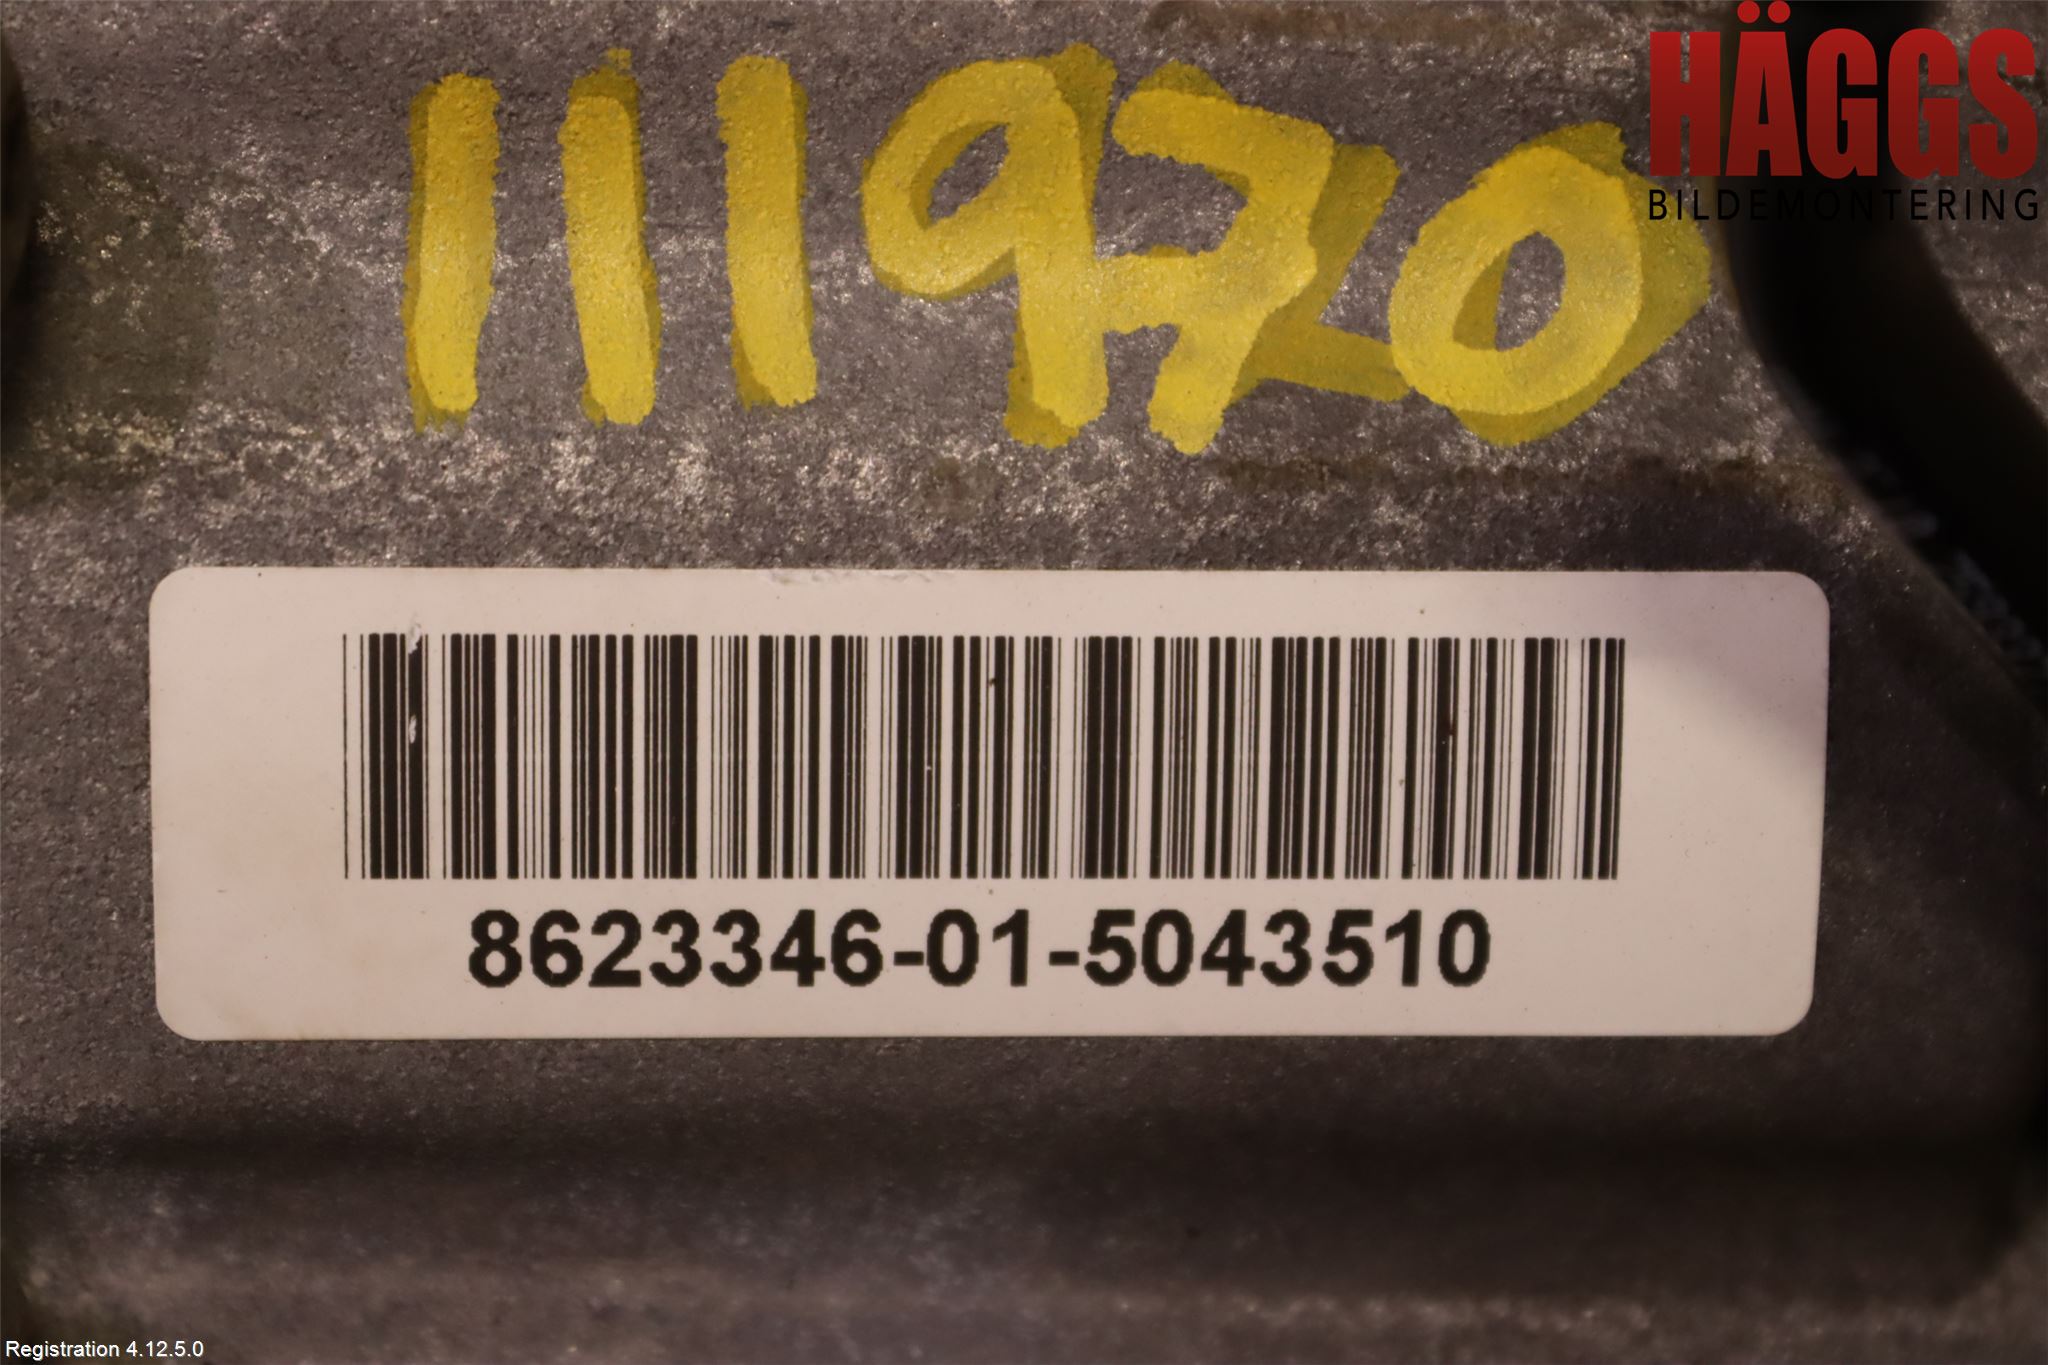 111970
HÄGGS
BILDEMONTERING
8623346-01-5043510
Registration 4.12.5.0